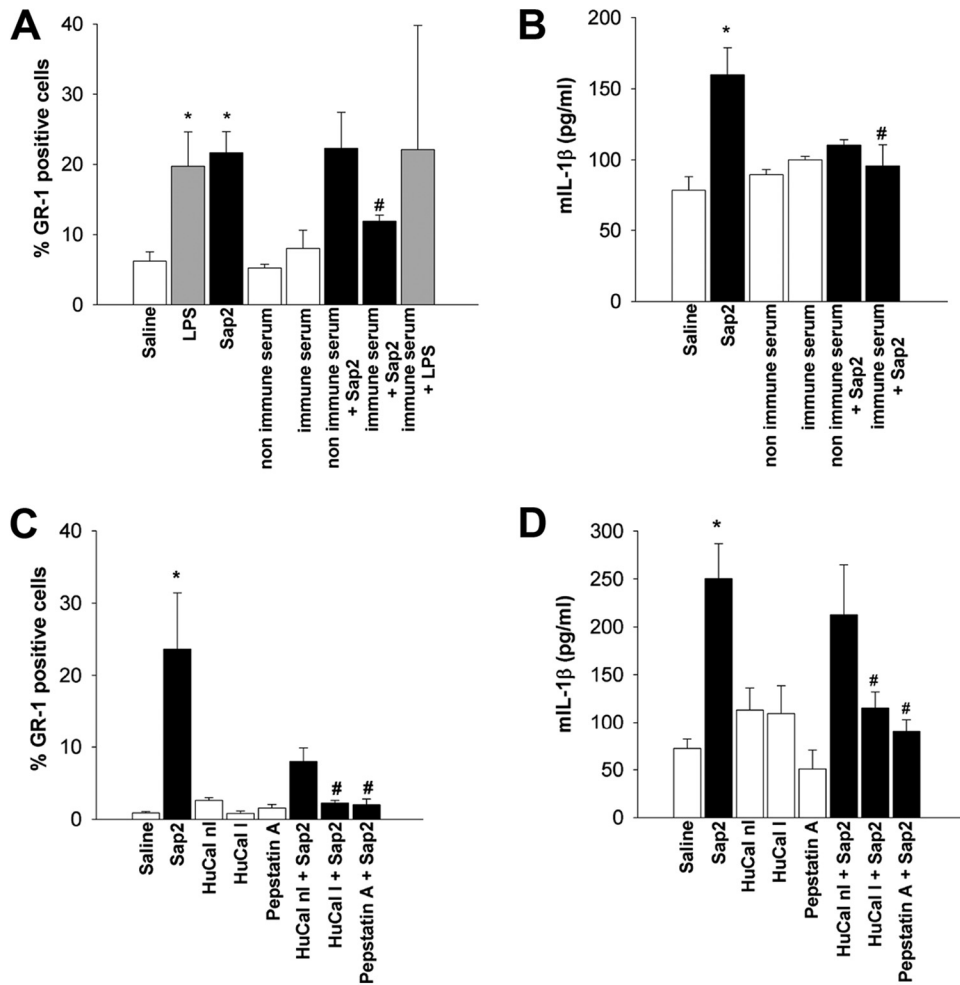 A
% GR-1 positive cells
40
30
20
10
0
*
*
#
Saline
LPS
Sap2
non immune serum
immune serum
non immune serum
+ Sap2
immune serum
+ Sap2
immune serum
+ LPS
B
mIL-1β (pg/ml)
200
150
100
50
0
*
#
Saline
Sap2
non immune serum
immune serum
non immune serum
+ Sap2
immune serum
+ Sap2
C
% GR-1 positive cells
40
30
20
10
0
*
#
#
Saline
Sap2
HuCal nI
HuCal I
Pepstatin A
HuCal nI + Sap2
HuCal I + Sap2
Pepstatin A + Sap2
D
mIL-1β (pg/ml)
300
250
200
150
100
50
0
*
#
#
Saline
Sap2
HuCal nI
HuCal I
Pepstatin A
HuCal nI + Sap2
HuCal I + Sap2
Pepstatin A + Sap2